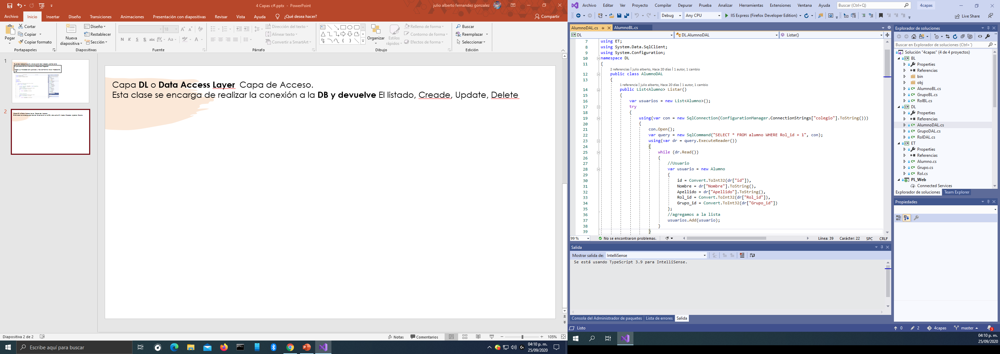 4 Capas c#.pptx - PowerPoint
julio alberto fernandez gonzalez
Archivo Inicio Insertar Diseño Transiciones Animaciones Presentación con diapositivas Revisar Vista Ayuda ¿Qué desea hacer? Compartir
Pegar
Cortar
Copiar
Copiar formato
Portapapeles
Nueva diapositiva
Diseño
Restablecer
Sección
Diapositivas
18
N K S S abc AV Aa A
Fuente
Párrafo
Dirección del texto
Alinear texto
Convertir a SmartArt
Organizar
Estilos rápidos
Relleno de forma
Contorno de forma
Efectos de forma
Dibujo
Buscar
Reemplazar
Seleccionar
Edición
1
2
Capa DL o Data Access Layer Capa de Acceso.
Esta clase se encarga de realizar la conexión a la DB y devuelve El listado, Creade, Update, Delete
Diapositiva 2 de 2
Notas Comentarios 105%
Escribe aquí para buscar
04:10 p. m.
25/09/2020
Archivo Editar Ver Proyecto Compilar Depurar Prueba Analizar Herramientas Extensiones Ventana Ayuda Buscar (Ctrl+Q) 4capas
Debug Any CPU IIS Express (Firefox Developer Edition) Live Share
AlumnoDAL.cs AlumnoBL.cs
DL DL.AlumnoDAL Listar()
7 using ET;
8 using System.Data.SqlClient;
9 using System.Configuration;
10 namespace DL
11 {
2 referencias | julio alberto, Hace 20 días | 1 autor, 1 cambio
12 public class AlumnoDAL
13 {
1 referencia | julio alberto, Hace 20 días | 1 autor, 1 cambio
14 public List<Alumno> Listar()
15 {
16 var usuarios = new List<Alumno>();
17 try
18 {
19 using(var con = new SqlConnection(ConfigurationManager.ConnectionStrings["colegio"].ToString()))
20 {
21 con.Open();
22 var query = new SqlCommand("SELECT * FROM alumno WHERE Rol_id = 1", con);
23 using(var dr = query.ExecuteReader())
24 {
25 while (dr.Read())
26 {
27 //Usuario
28 var usuario = new Alumno
29 {
30 id = Convert.ToInt32(dr["id"]),
31 Nombre = dr["Nombre"].ToString(),
32 Apellido = dr["Apellido"].ToString(),
33 Rol_id = Convert.ToInt32(dr["Rol_id"]),
34 Grupo_id = Convert.ToInt32(dr["Grupo_id"])
35 };
36 //agregamos a la lista
37 usuarios.Add(usuario);
38 }
39 }
99 % No se encontraron problemas. Línea: 39 Carácter: 22 SPC CRLF
Salida
Mostrar salida de: IntelliSense
Se está usando TypeScript 3.9 para IntelliSense.
Consola del Administrador de paquetes Lista de errores Salida
Explorador de soluciones
Buscar en Explorador de soluciones (Ctrl+´)
Solución "4capas" (4 de 4 proyectos)
BL
Properties
Referencias
bin
obj
AlumnoBL.cs
GrupoBL.cs
RolBL.cs
DL
Properties
Referencias
AlumnoDAL.cs
GrupoDAL.cs
RolDAL.cs
ET
Properties
Referencias
Alumno.cs
Grupo.cs
Rol.cs
PL_Web
Connected Services
Explorador de soluciones Team Explorer
Propiedades
Listo
0 2 4capas master 3
04:10 p. m.
25/09/2020